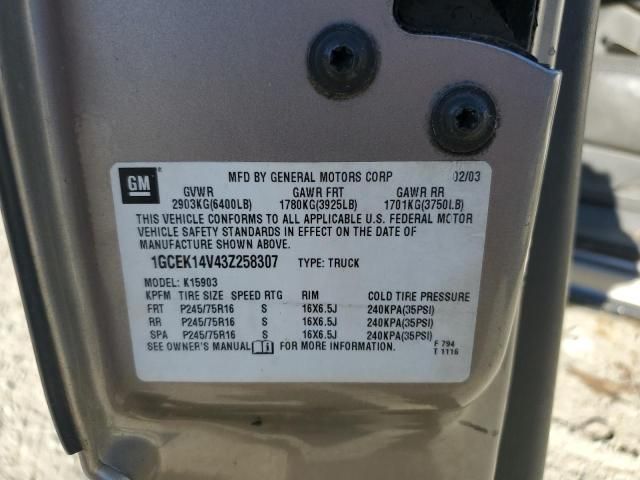 GM
MFD BY GENERAL MOTORS CORP 02/03
GVWR GAWR FRT GAWR RR
2903KG(6400LB) 1780KG(3925LB) 1701KG(3750LB)
THIS VEHICLE CONFORMS TO ALL APPLICABLE U.S. FEDERAL MOTOR
VEHICLE SAFETY STANDARDS IN EFFECT ON THE DATE OF
MANUFACTURE SHOWN ABOVE.
1GCEK14V43Z258307 TYPE: TRUCK
MODEL: K15903
KPFM TIRE SIZE SPEED RTG RIM COLD TIRE PRESSURE
FRT P245/75R16 S 16X6.5J 240KPA(35PSI)
RR P245/75R16 S 16X6.5J 240KPA(35PSI)
SPA P245/75R16 S 16X6.5J 240KPA(35PSI)
SEE OWNER'S MANUAL FOR MORE INFORMATION. F 794
T 1116